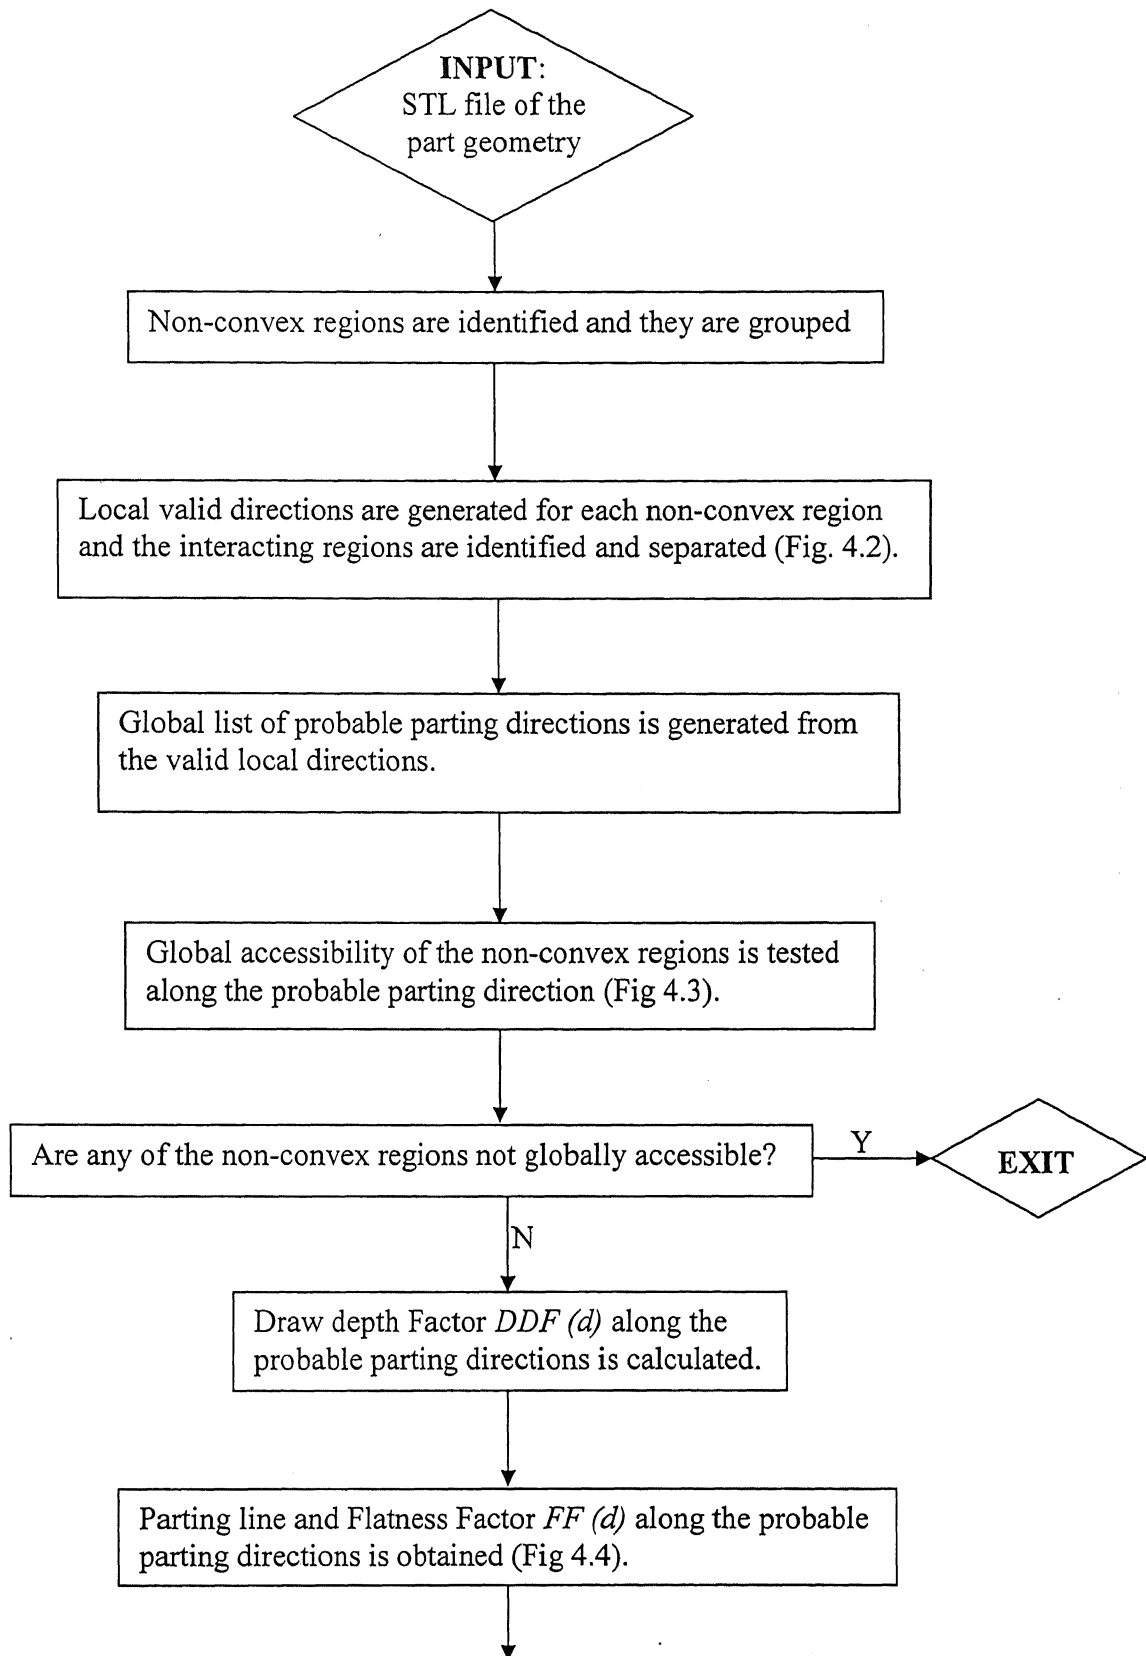 INPUT:
STL file of the
part geometry
Non-convex regions are identified and they are grouped
Local valid directions are generated for each non-convex region
and the interacting regions are identified and separated (Fig. 4.2).
Global list of probable parting directions is generated from
the valid local directions.
Global accessibility of the non-convex regions is tested
along the probable parting direction (Fig 4.3).
Are any of the non-convex regions not globally accessible?
Y
EXIT
N
Draw depth Factor DDF (d) along the
probable parting directions is calculated.
Parting line and Flatness Factor FF (d) along the probable
parting directions is obtained (Fig 4.4).